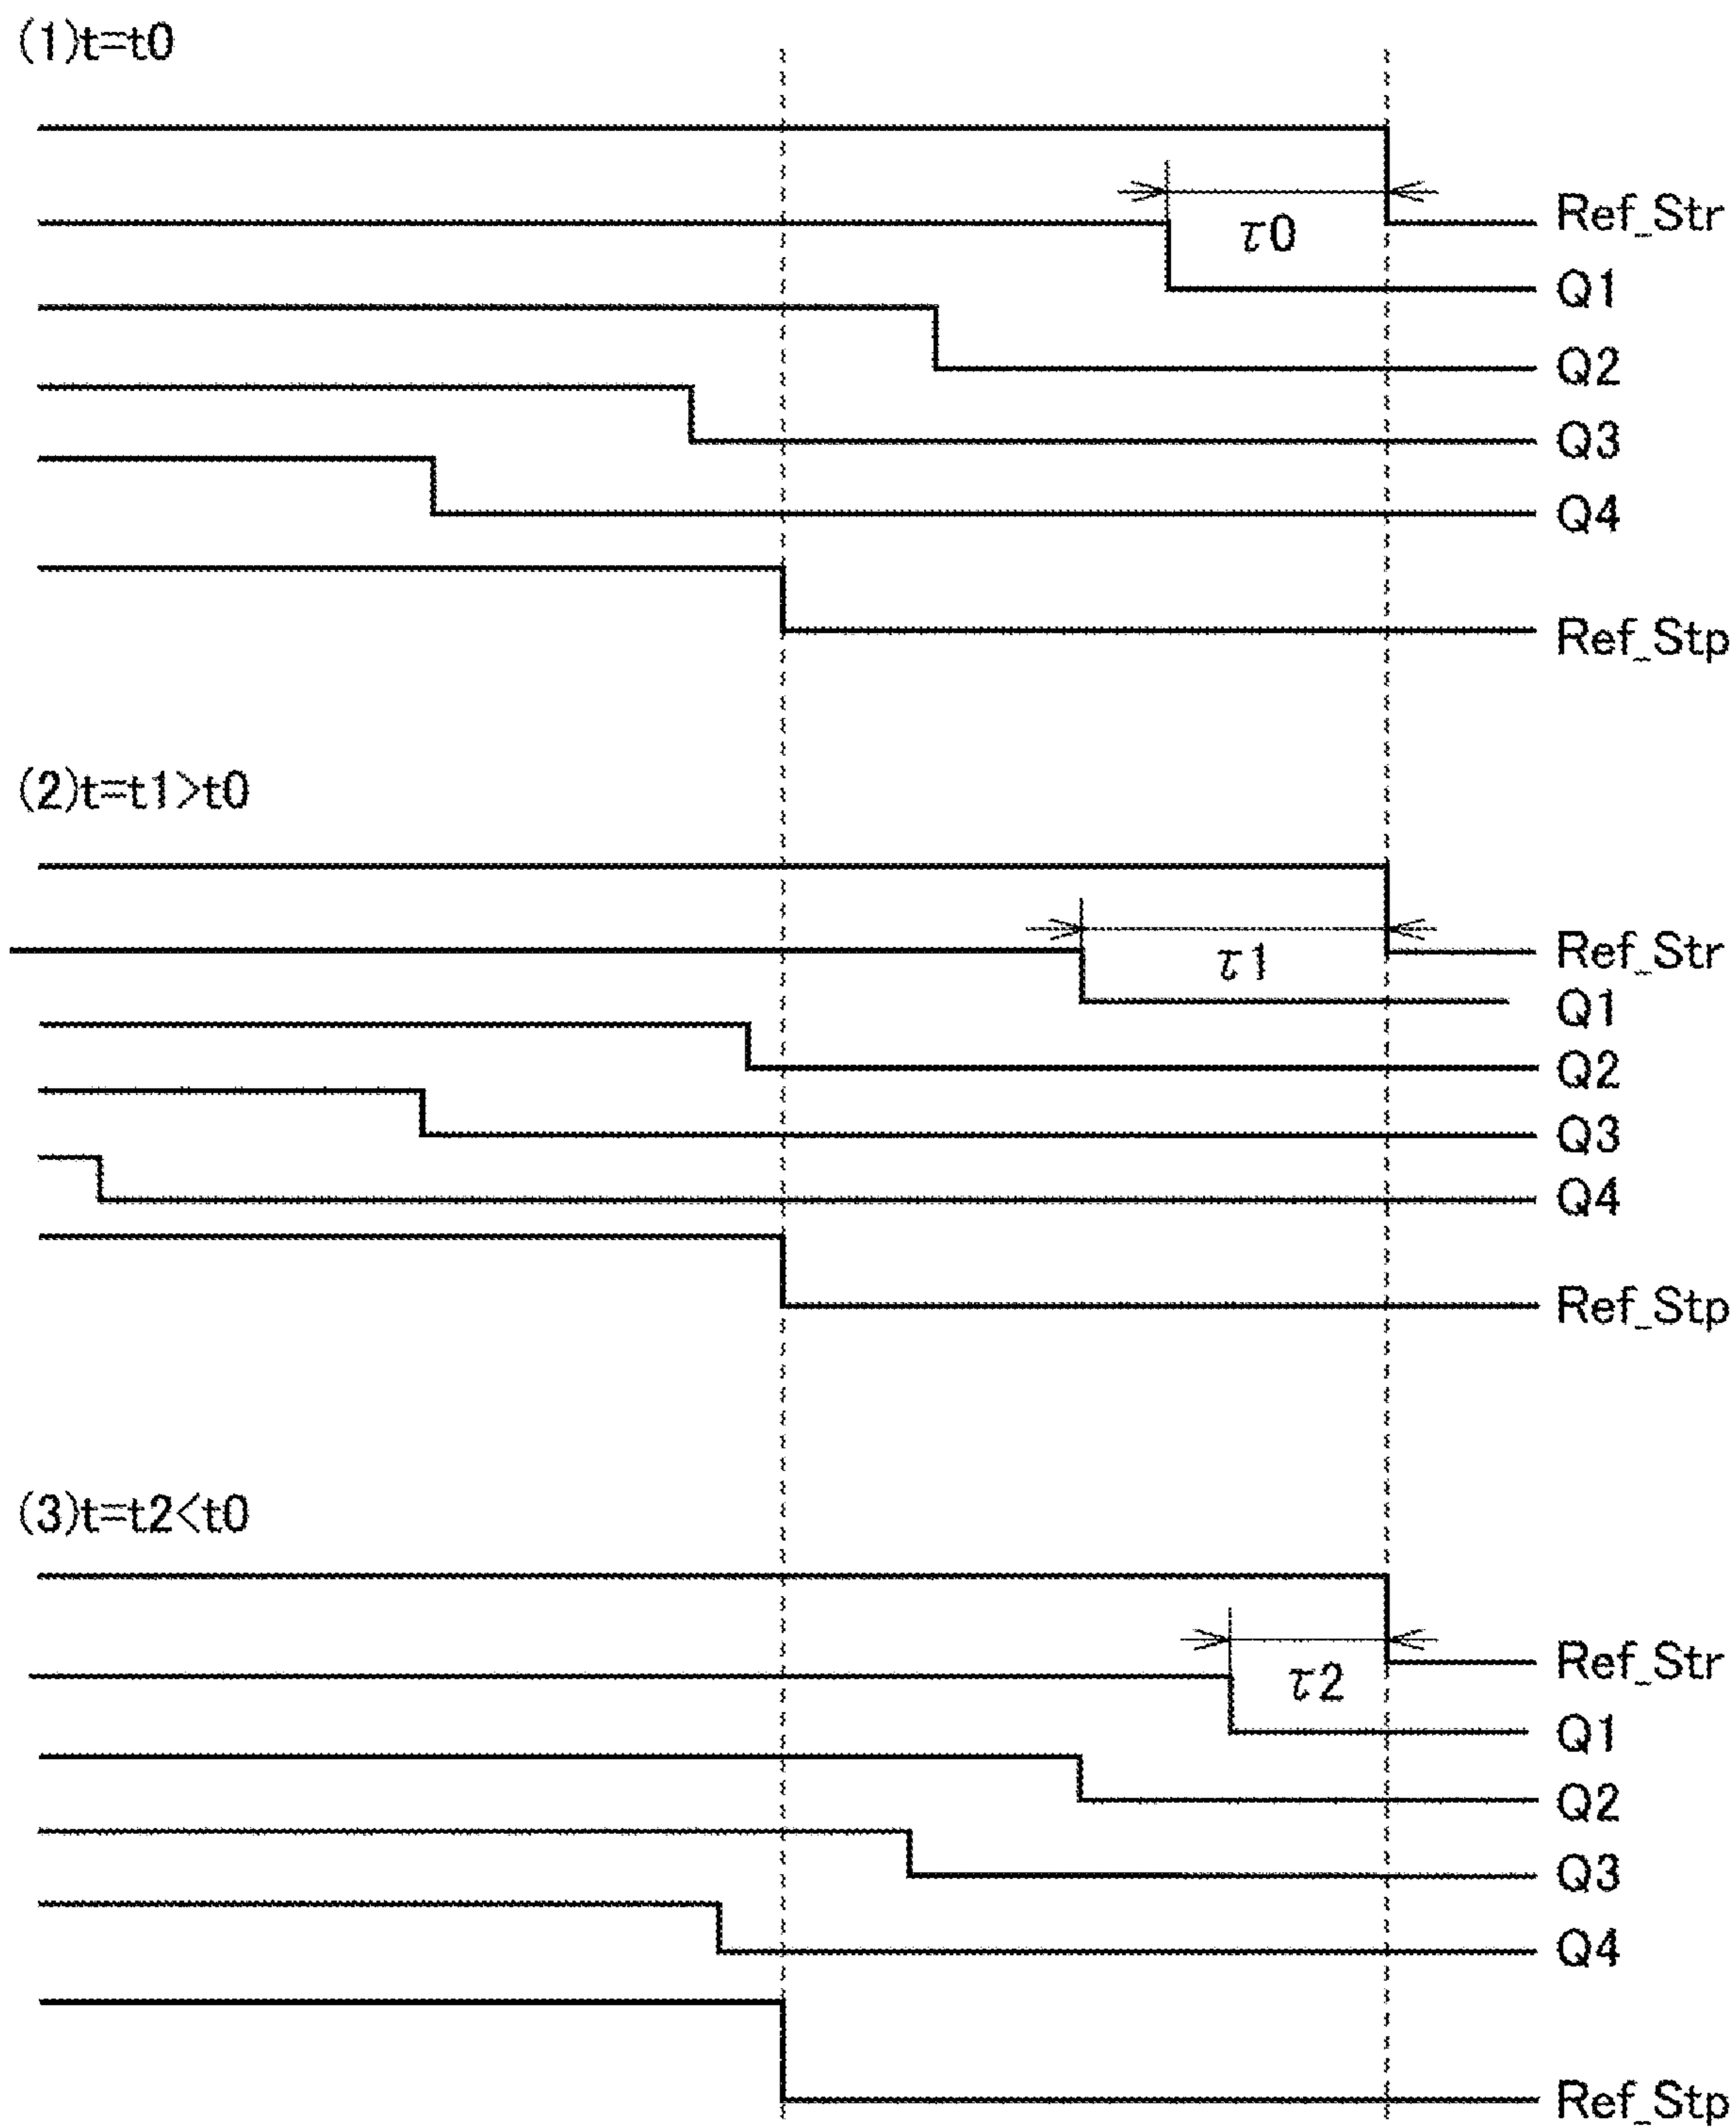 (1)t=t0
Ref_Str
τ0
Q1
Q2
Q3
Q4
Ref_Stp
(2)t=t1>t0
Ref_Str
τ1
Q1
Q2
Q3
Q4
Ref_Stp
(3)t=t2<t0
Ref_Str
τ2
Q1
Q2
Q3
Q4
Ref_Stp